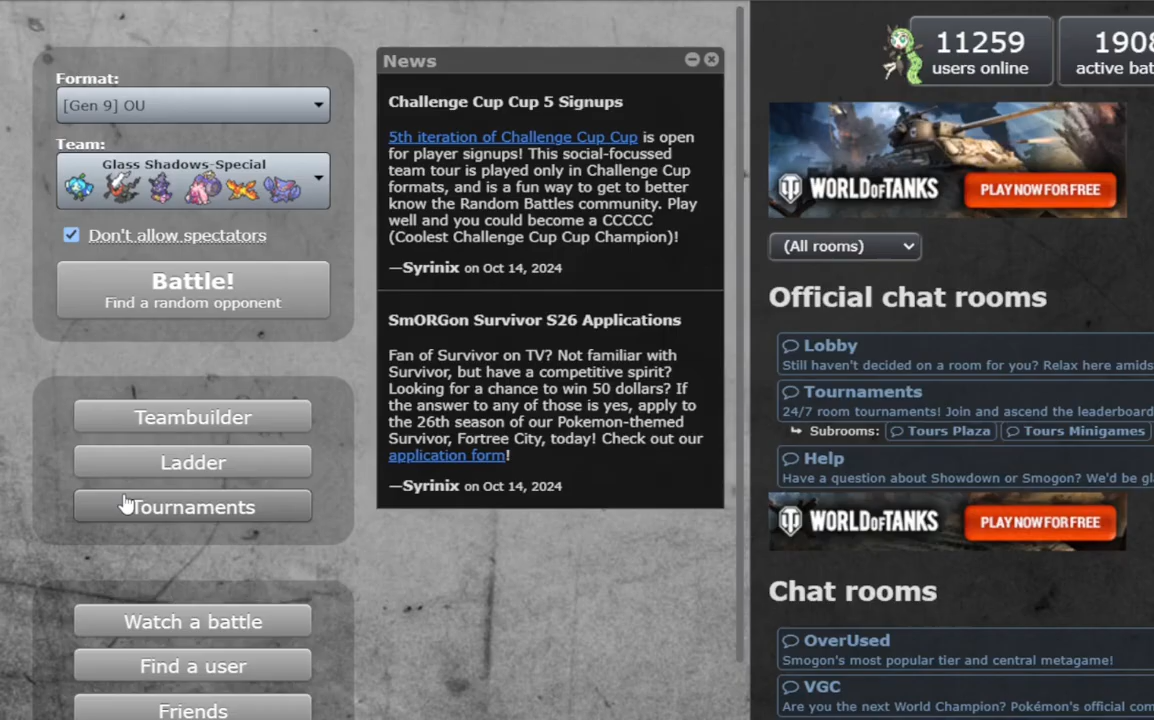 Format:
[Gen 9] OU
Team:
Glass Shadows-Special
Don't allow spectators
Battle!
Find a random opponent
Teambuilder
Ladder
Tournaments
Watch a battle
Find a user
Friends
News
Challenge Cup Cup 5 Signups
5th iteration of Challenge Cup Cup is open
for player signups! This social-focussed
team tour is played only in Challenge Cup
formats, and is a fun way to get to better
know the Random Battles community. Play
well and you could become a CCCCC
(Coolest Challenge Cup Cup Champion)!
—Syrinix on Oct 14, 2024
SmORGon Survivor S26 Applications
Fan of Survivor on TV? Not familiar with
Survivor, but have a competitive spirit?
Looking for a chance to win 50 dollars? If
the answer to any of those is yes, apply to
the 26th season of our Pokemon-themed
Survivor, Fortree City, today! Check out our
application form!
—Syrinix on Oct 14, 2024
11259
users online
1908
active bat
WORLD OF TANKS
PLAY NOW FOR FREE
(All rooms)
Official chat rooms
Lobby
Still haven't decided on a room for you? Relax here amids
Tournaments
24/7 room tournaments! Join and ascend the leaderboard
Subrooms: Tours Plaza Tours Minigames
Help
Have a question about Showdown or Smogon? We'd be gl
WORLD OF TANKS
PLAY NOW FOR FREE
Chat rooms
OverUsed
Smogon's most popular tier and central metagame!
VGC
Are you the next World Champion? Pokémon's official com